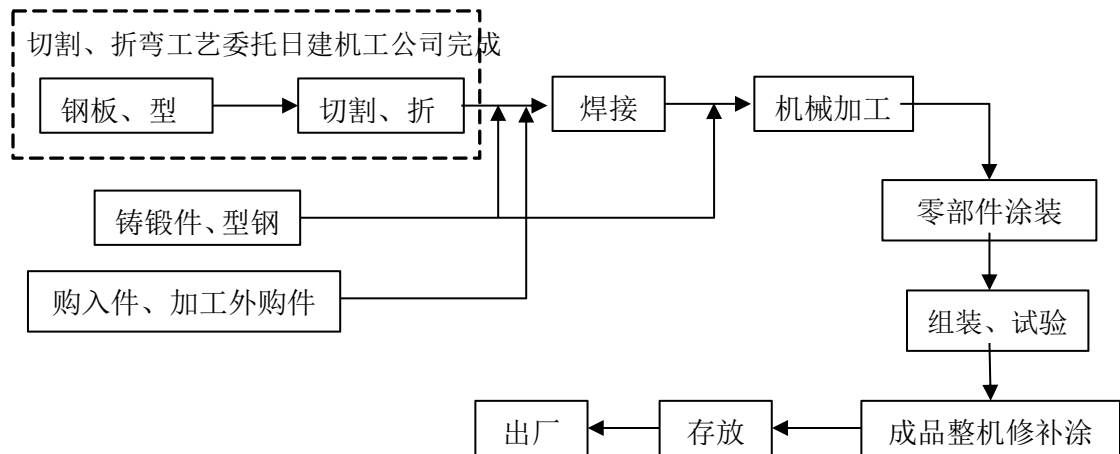 切割、折弯工艺委托日建机工公司完成
钢板、型
切割、折
焊接
机械加工
铸锻件、型钢
零部件涂装
购入件、加工外购件
组装、试验
出厂
存放
成品整机修补涂